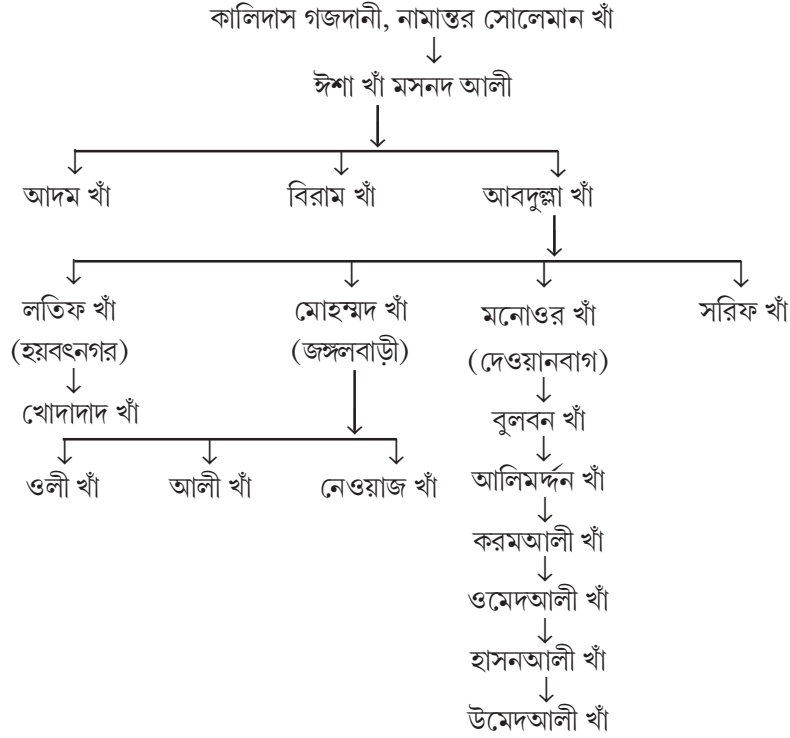 কালিদাস গজদানী, নামান্তর সোলেমান খাঁ
ঈশা খাঁ মসনদ আলী
আদম খাঁ বিরাম খাঁ আবদুল্লা খাঁ
লতিফ খাঁ মোহম্মদ খাঁ মনোওর খাঁ সরিফ খাঁ
(হয়বৎনগর) (জঙ্গলবাড়ী) (দেওয়ানবাগ)
খোদাদাদ খাঁ বুলবন খাঁ
ওলী খাঁ আলী খাঁ নেওয়াজ খাঁ আলিমর্দ্দন খাঁ
করমআলী খাঁ
ওমেদআলী খাঁ
হাসনআলী খাঁ
উমেদআলী খাঁ